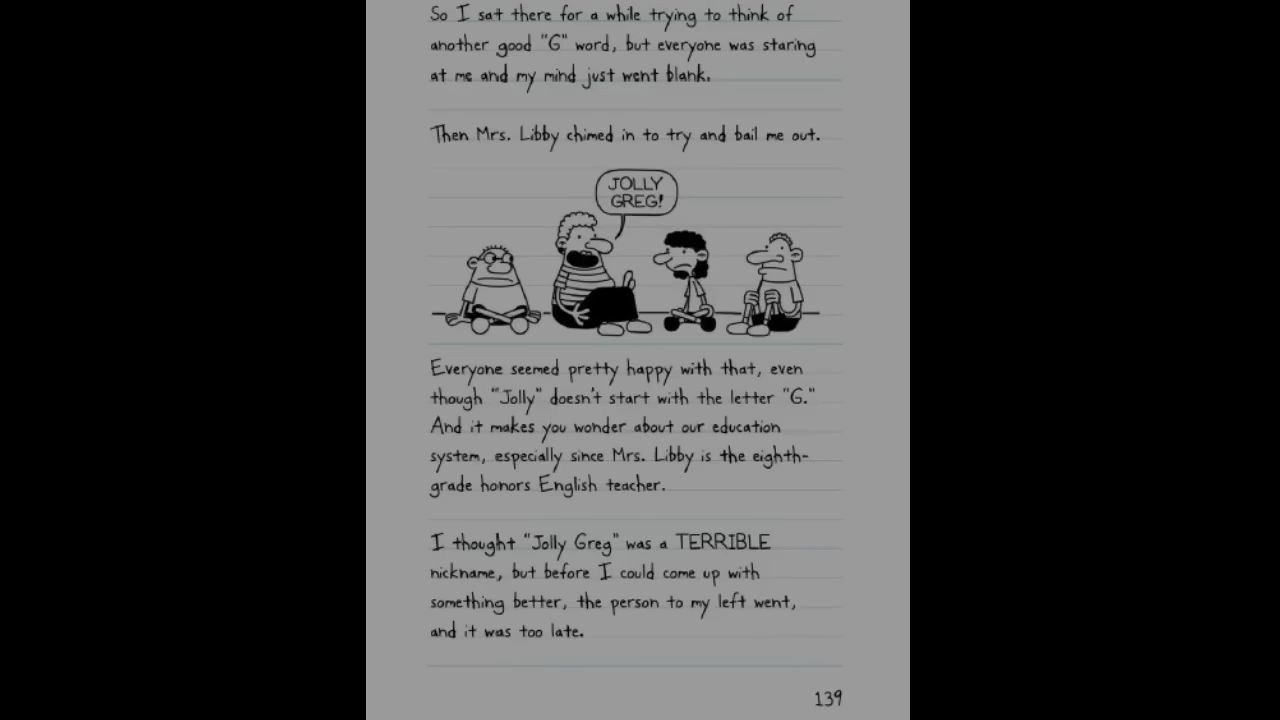 So I sat there for a while trying to think of
another good "G" word, but everyone was staring
at me and my mind just went blank.
Then Mrs. Libby chimed in to try and bail me out.
JOLLY
GREG!
Everyone seemed pretty happy with that, even
though "Jolly" doesn't start with the letter "G."
And it makes you wonder about our education
system, especially since Mrs. Libby is the eighth-
grade honors English teacher.
I thought "Jolly Greg" was a TERRIBLE
nickname, but before I could come up with
something better, the person to my left went,
and it was too late.
139